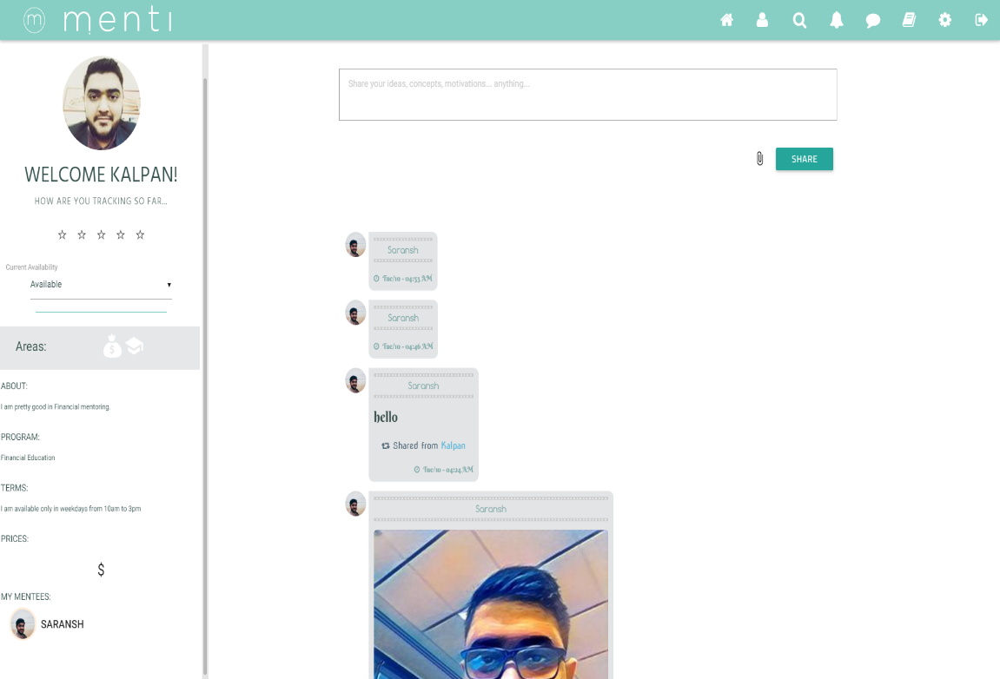 m menti
WELCOME KALPAN!
HOW ARE YOU TRACKING SO FAR...
Current Availability
Available
Areas:
$
ABOUT:
I am pretty good in Financial mentoring.
PROGRAM:
Financial Education
TERMS:
I am available only in weekdays from 10am to 3pm
PRICES:
$
MY MENTEES:
SARANSH
Share your ideas, concepts, motivations... anything...
SHARE
Saransh
Tue/10 - 04:53 AM
Saransh
Tue/10 - 04:46 AM
Saransh
hello
Shared from Kalpan
Tue/10 - 04:24 AM
Saransh